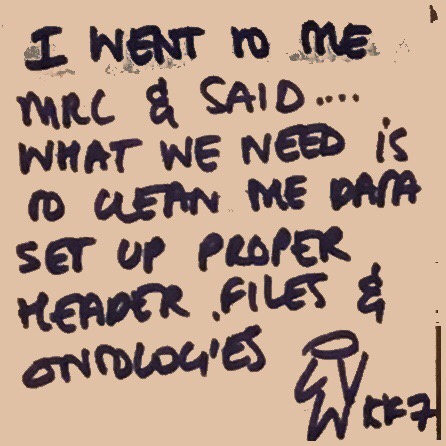 I WENT TO THE
MRC & SAID....
WHAT WE NEED IS
TO CLEAN THE DATA
SET UP PROPER
HEADER FILES &
ONTOLOGIES
KK7